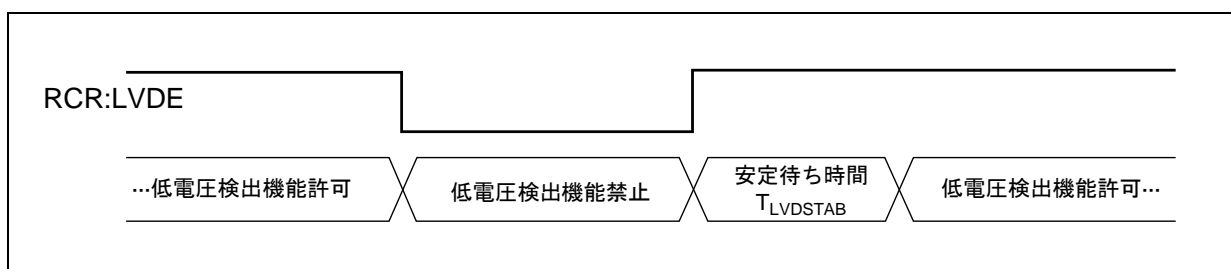 RCR:LVDE
…低電圧検出機能許可
低電圧検出機能禁止
安定待ち時間
TLVDSTAB
低電圧検出機能許可…